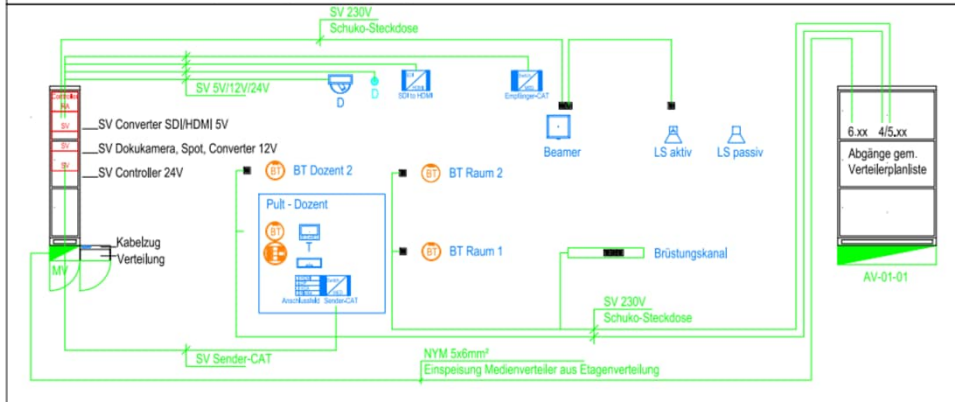 SV 230V
Schuko-Steckdose
SV 5V/12V/24V
D
D
SDI to HDMI
Empfänger-CAT
Controller
SV
SV
SV Converter SDI/HDMI 5V
SV Dokukamera, Spot, Converter 12V
SV Controller 24V
Beamer
LS aktiv
LS passiv
6.xx 4/5.xx
Abgänge gem.
Verteilerplanliste
BT
BT Dozent 2
BT
BT Raum 2
Pult - Dozent
BT
T
BT
BT Raum 1
Brüstungskanal
Kabelzug
Verteilung
MV
Anschlussfeld Sender-CAT
AV-01-01
SV 230V
Schuko-Steckdose
SV Sender-CAT
NYM 5x6mm²
Einspeisung Medienverteiler aus Etagenverteilung